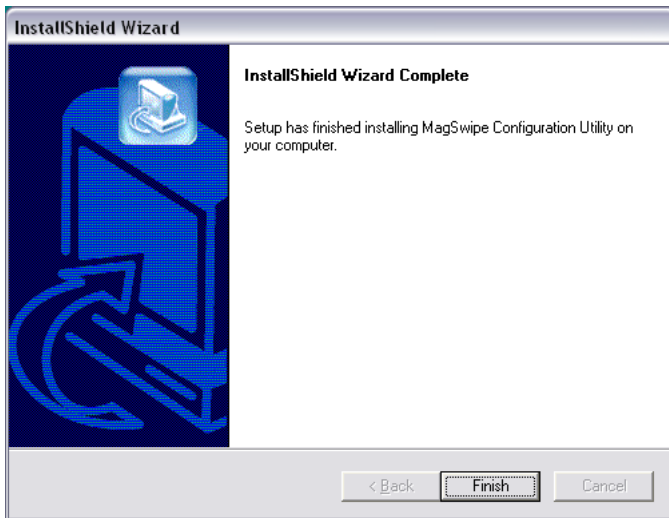 InstallShield Wizard
InstallShield Wizard Complete
Setup has finished installing MagSwipe Configuration Utility on
your computer.
< Back
Finish
Cancel